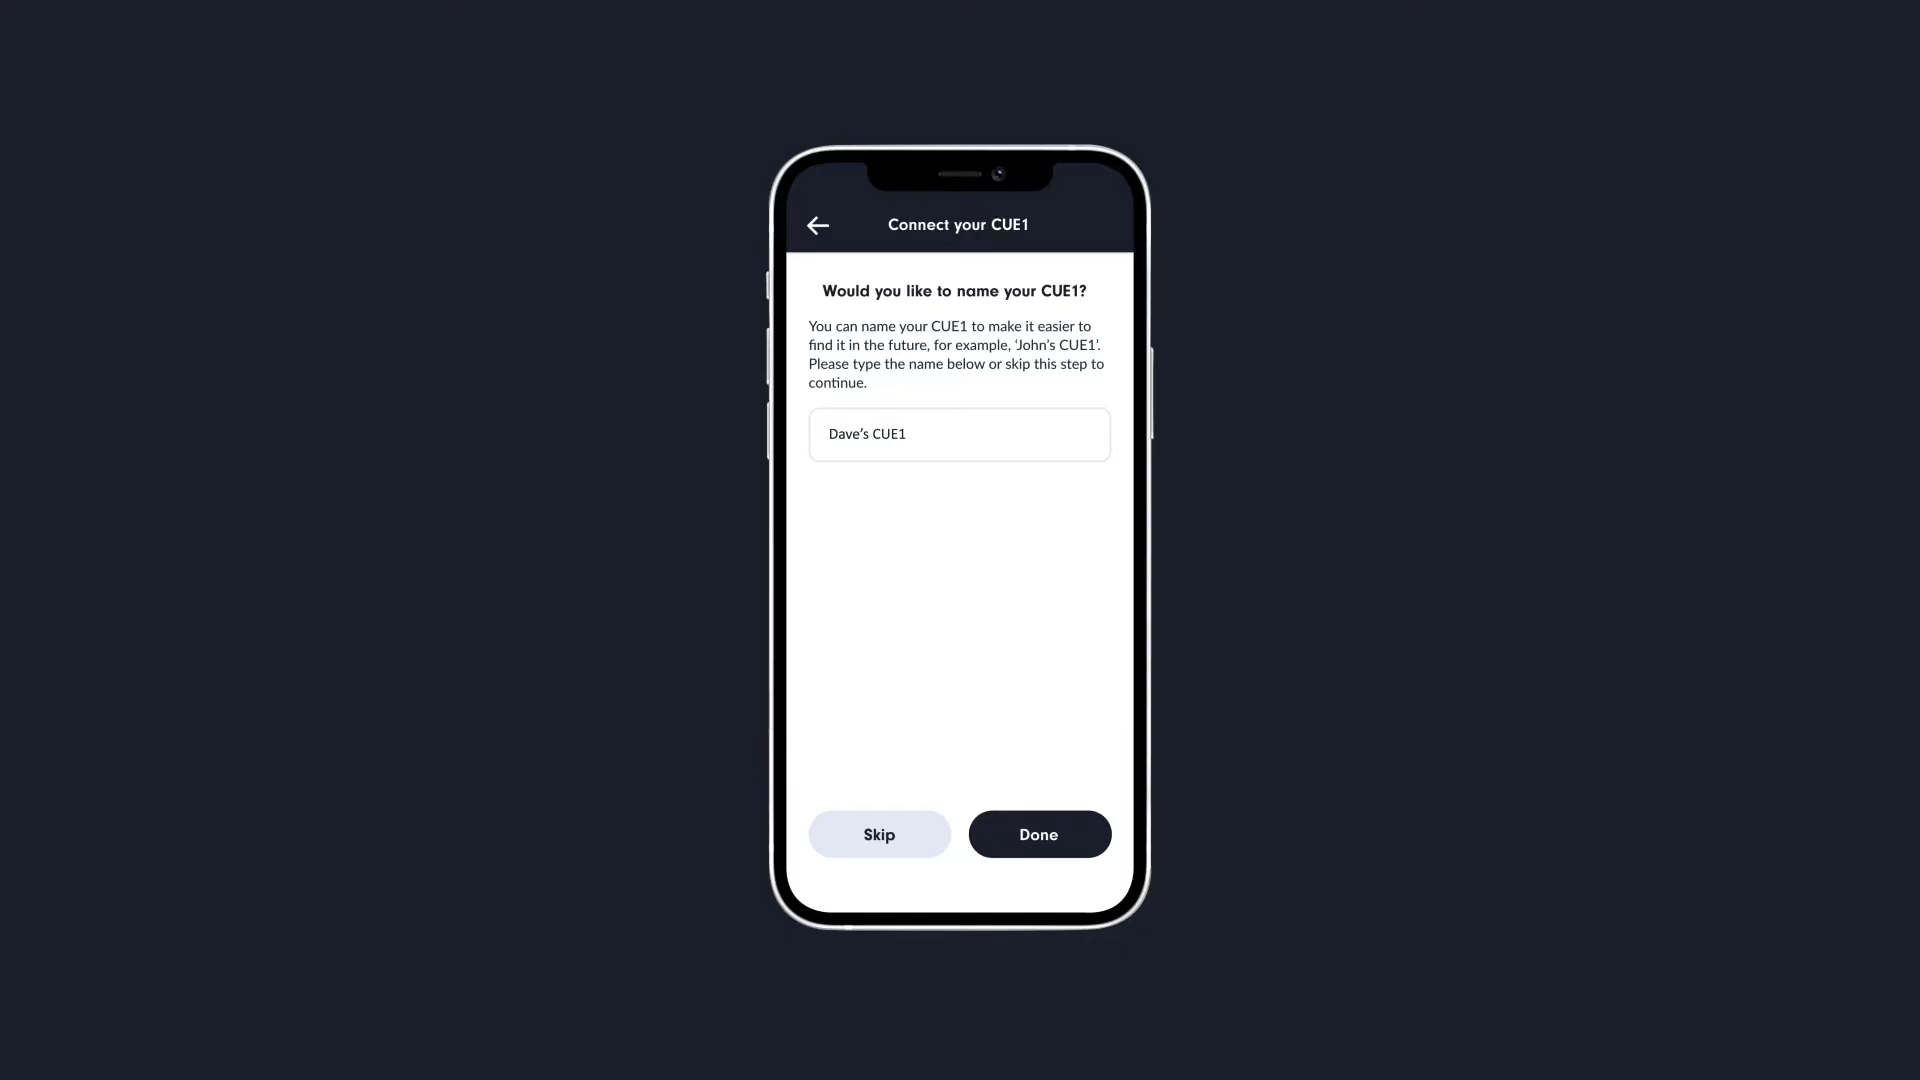 Connect your CUE1
Would you like to name your CUE1?
You can name your CUE1 to make it easier to
find it in the future, for example, ‘John’s CUE1’.
Please type the name below or skip this step to
continue.
Dave’s CUE1
Skip
Done